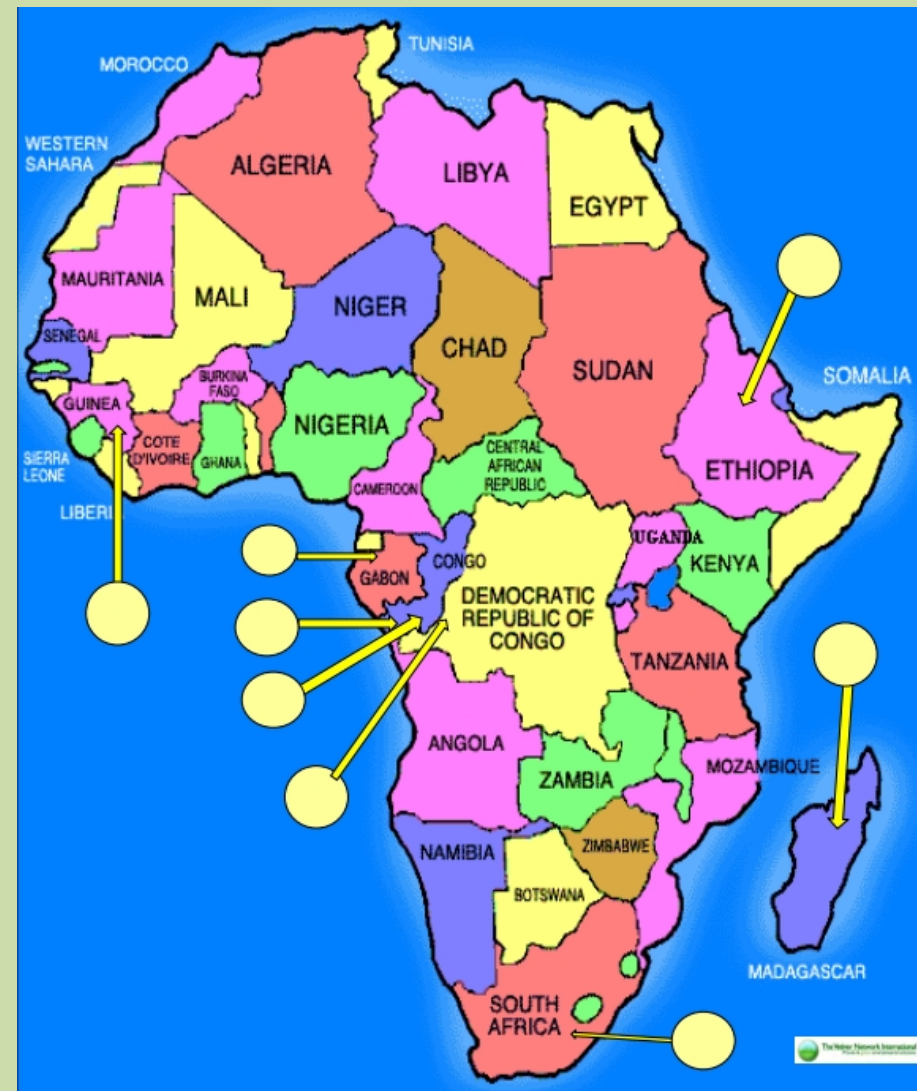 TUNISIA
MOROCCO
WESTERN
SAHARA
ALGERIA
LIBYA
EGYPT
MAURITANIA
MALI
NIGER
CHAD
SUDAN
SOMALIA
SENEGAL
BURKINA
FASO
GUINEA
NIGERIA
SIERRA
LEONE
COTE
D'IVOIRE
GHANA
CENTRAL
AFRICAN
REPUBLIC
ETHIOPIA
CAMEROON
LIBERI
UGANDA
KENYA
CONGO
GABON
DEMOCRATIC
REPUBLIC OF
CONGO
TANZANIA
ANGOLA
ZAMBIA
MOZAMBIQUE
NAMIBIA
ZIMBABWE
BOTSWANA
MADAGASCAR
SOUTH
AFRICA